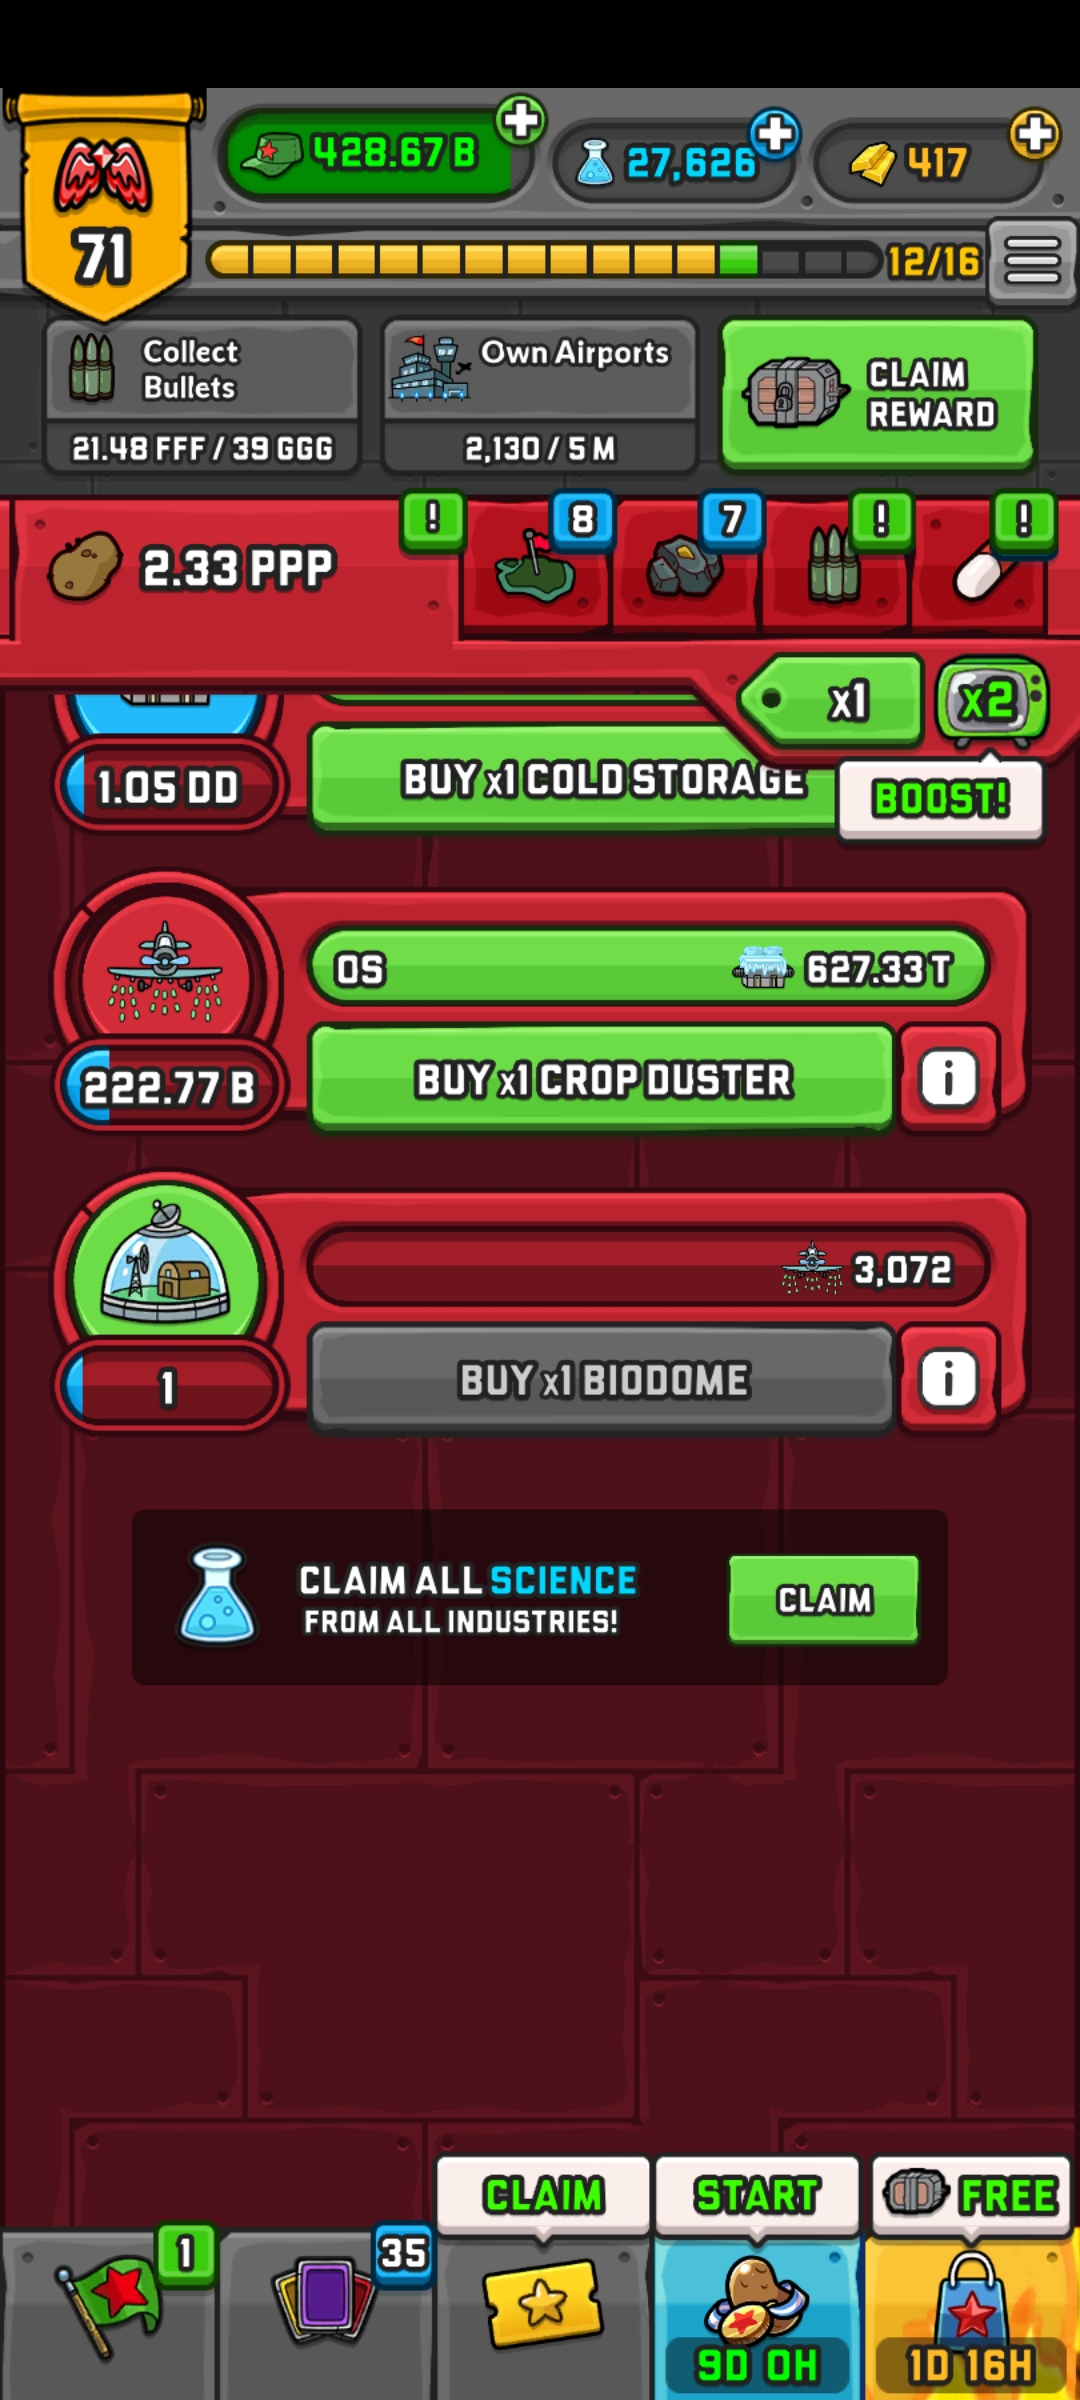 71
428.67 B
27,626
417
12/16
Collect
Bullets
21.48 FFF / 39 GGG
Own Airports
2,130 / 5 M
CLAIM
REWARD
2.33 PPP
!
8
7
!
!
x1
x2
BOOST!
1.05 DD
BUY x1 COLD STORAGE
0S
627.33 T
222.77 B
BUY x1 CROP DUSTER
i
3,072
1
BUY x1 BIODOME
i
CLAIM ALL SCIENCE
FROM ALL INDUSTRIES!
CLAIM
CLAIM
START
FREE
1
35
9D 0H
1D 16H